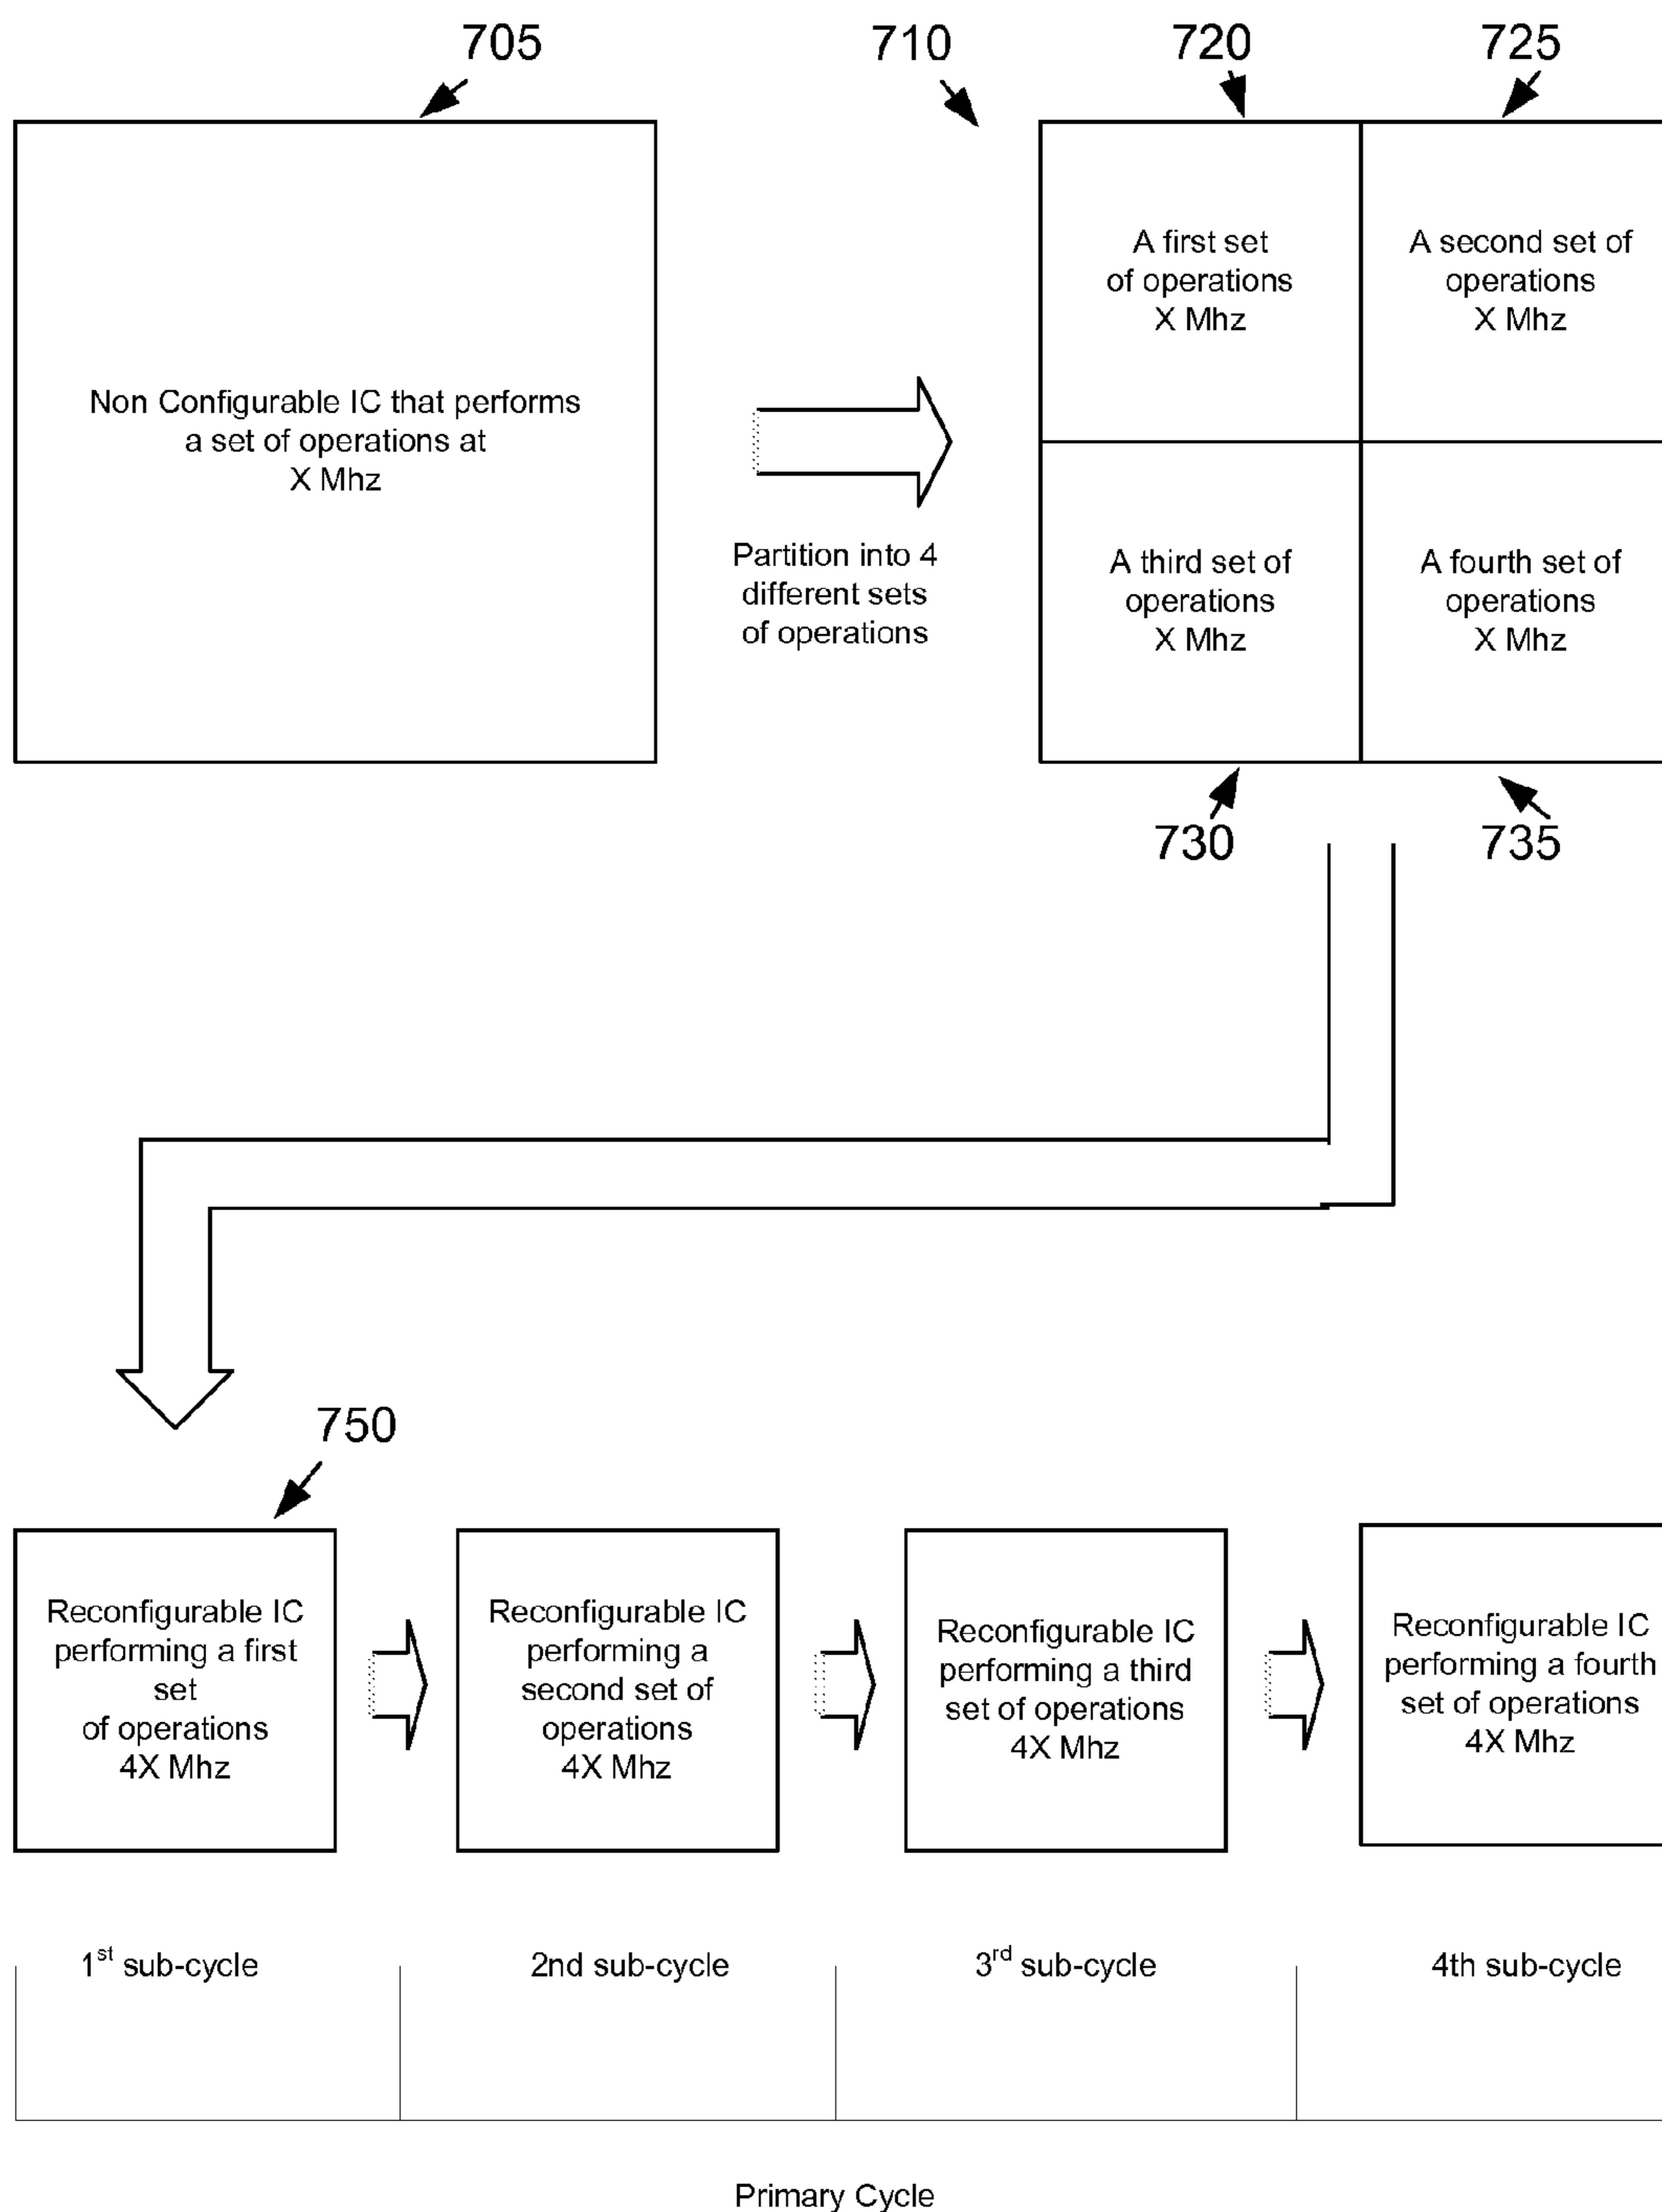 705
710
720
725
Non Configurable IC that performs
a set of operations at
X Mhz
Partition into 4
different sets
of operations
A first set
of operations
X Mhz
A second set of
operations
X Mhz
A third set of
operations
X Mhz
A fourth set of
operations
X Mhz
730
735
750
Reconfigurable IC
performing a first
set
of operations
4X Mhz
Reconfigurable IC
performing a
second set of
operations
4X Mhz
Reconfigurable IC
performing a third
set of operations
4X Mhz
Reconfigurable IC
performing a fourth
set of operations
4X Mhz
1st sub-cycle
2nd sub-cycle
3rd sub-cycle
4th sub-cycle
Primary Cycle